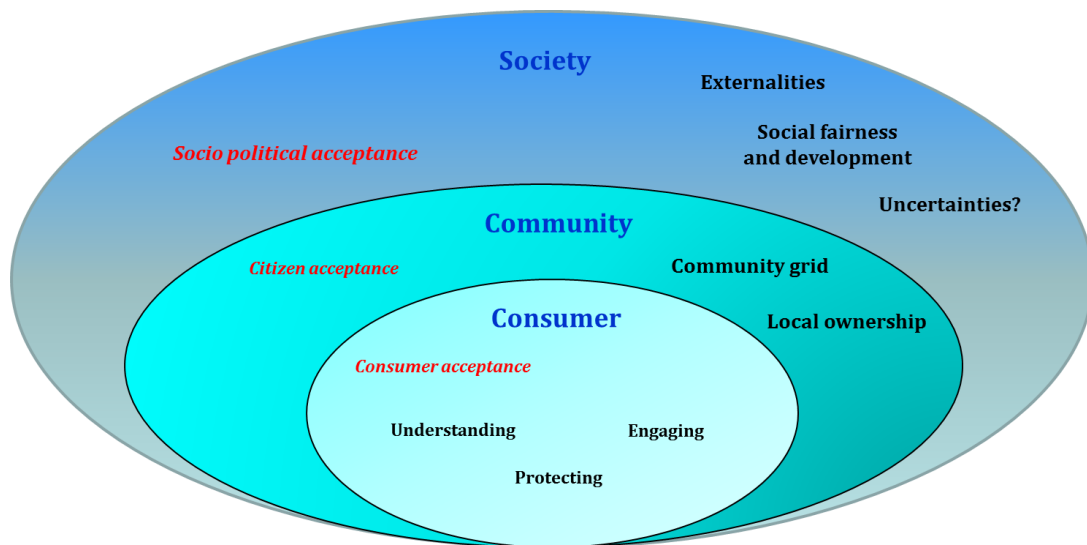 Society
Externalities
Socio political acceptance
Social fairness
and development
Uncertainties?
Community
Citizen acceptance
Community grid
Local ownership
Consumer
Consumer acceptance
Understanding
Engaging
Protecting